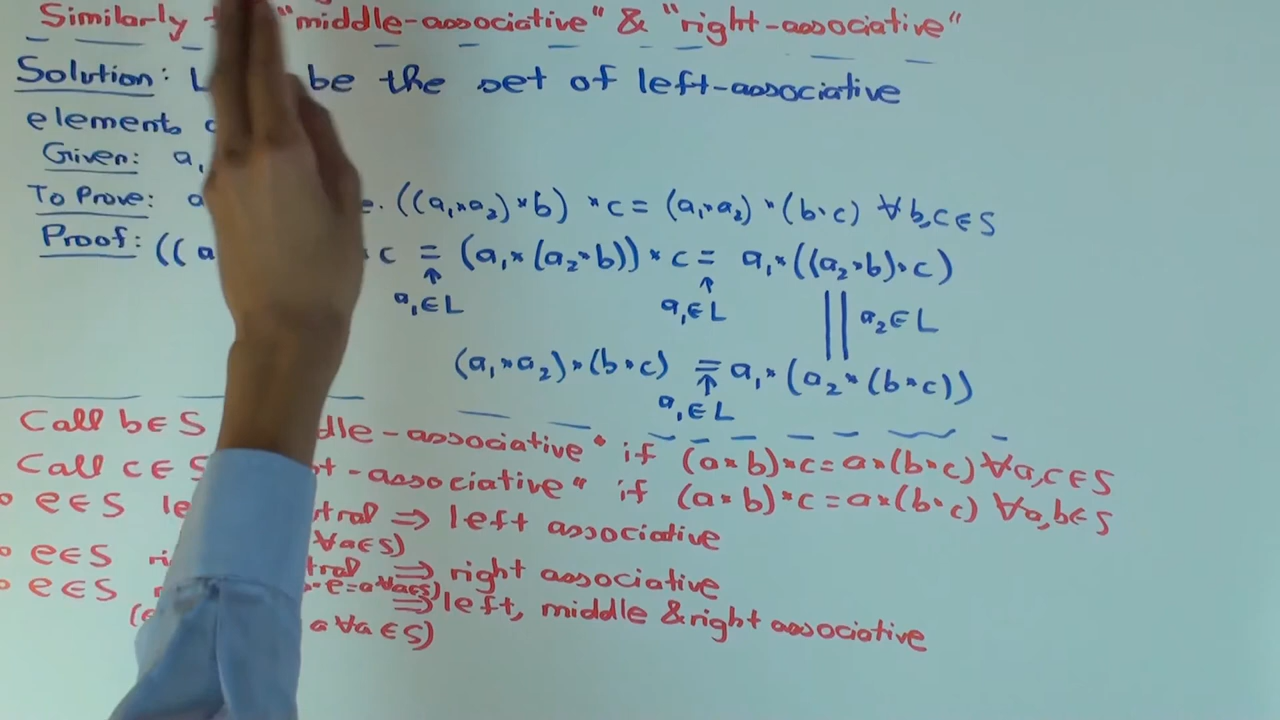 Similarly "middle-associative" & "right-associative"
Solution: be the set of left-associative
elements
Given: a,
To Prove: ((a₁*a₂)*b) *c = (a₁*a₂)*(b*c) ∀b,c∈S
Proof: (( *c = (a₁*(a₂*b))*c = a₁*((a₂*b)*c)
↑ ↑ || a₂∈L
a₁∈L a₁∈L
(a₁*a₂)*(b*c) = a₁*(a₂*(b*c))
↑
a₁∈L
Call b∈S dle-associative" if (a*b)*c=a*(b*c) ∀a,c∈S
Call c∈S -associative" if (a*b)*c=a*(b*c) ∀a,b∈S
e∈S ⇒ left associative
∀a∈S)
e∈S ⇒ right associative
e∈S *e=a ∀a∈S) ⇒ left, middle & right associative
a ∀a∈S)